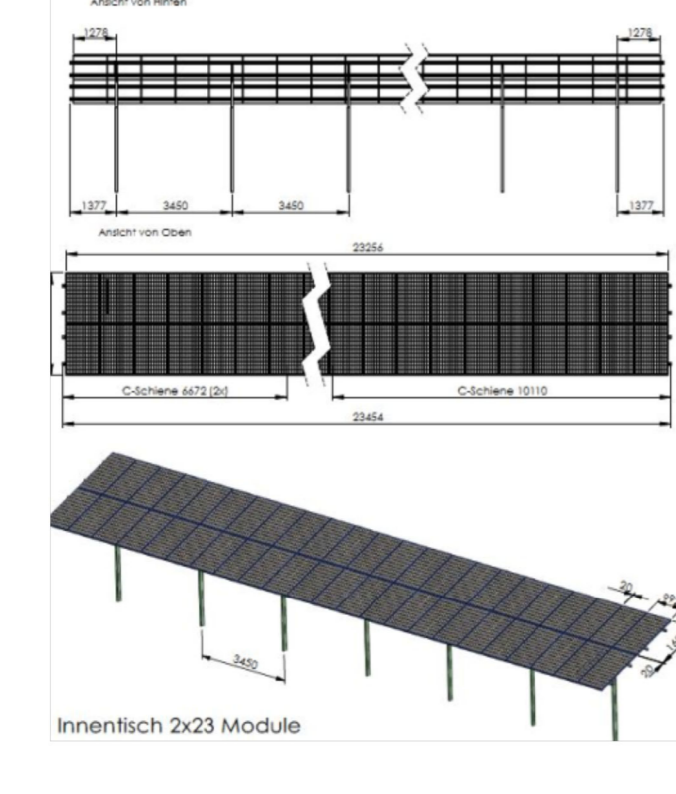 Ansicht von Hinten
1278
1278
1377
3450
3450
1377
Ansicht von Oben
23256
C-Schiene 6672 (2x)
C-Schiene 10110
23454
20
3450
20
Innentisch 2x23 Module